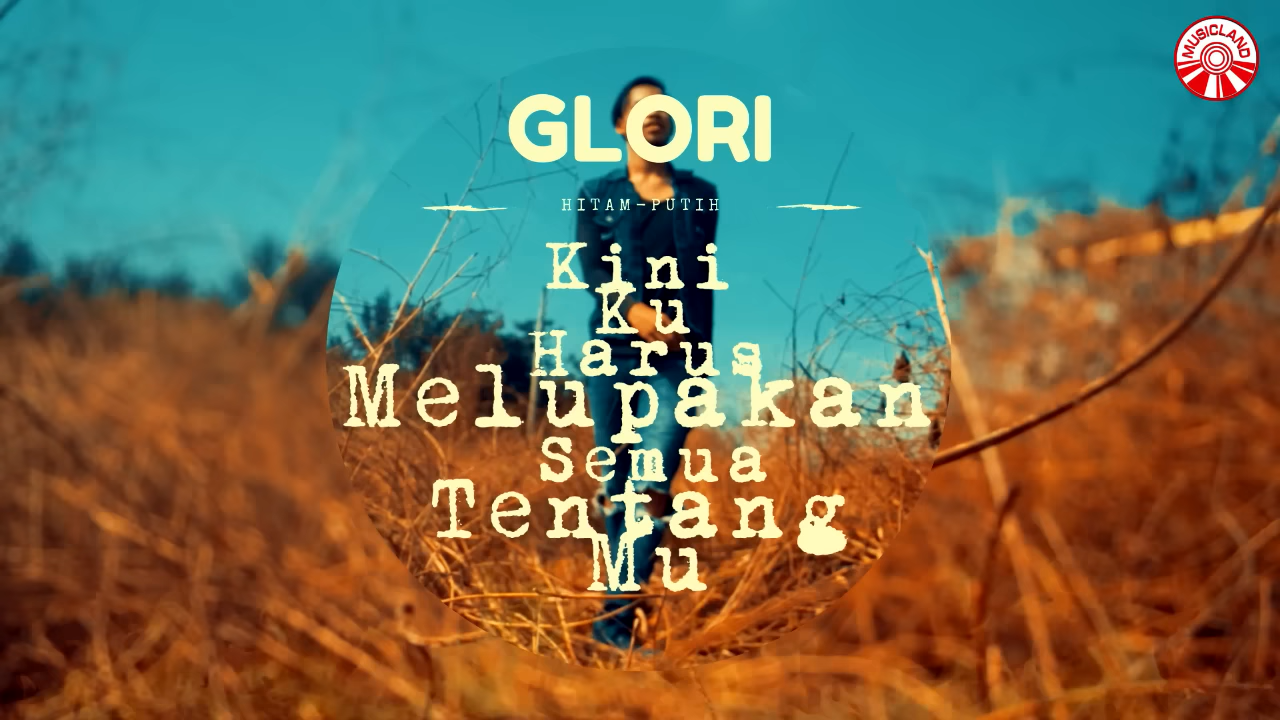 MUSICLAND
GLORI
HITAM-PUTIH
Kini
Ku
Harus
Melupakan
Semua
Tentang
Mu